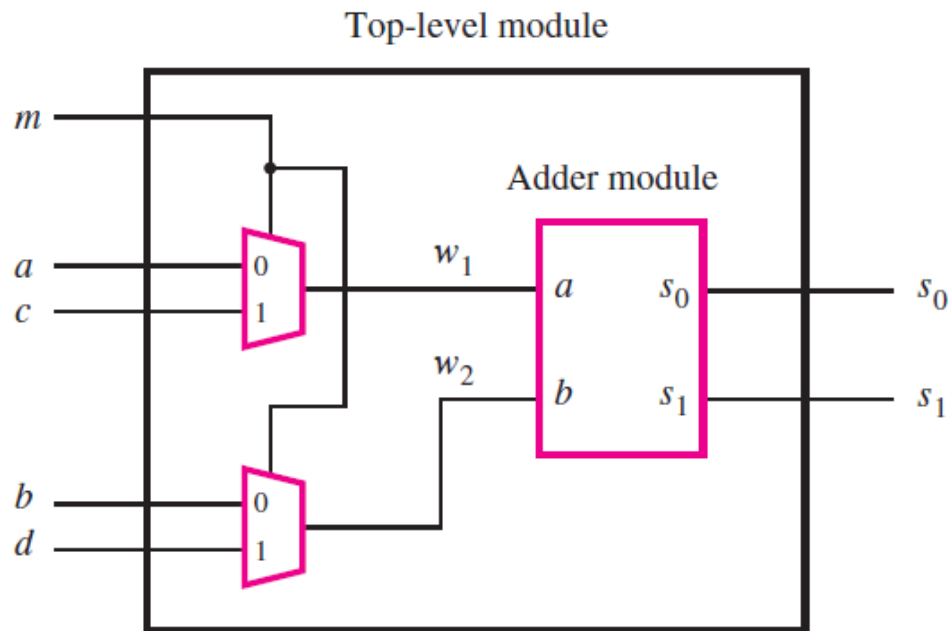 Top-level module
m
Adder module
a
0
w1
a
s0
s0
c
1
w2
b
s1
s1
b
0
d
1